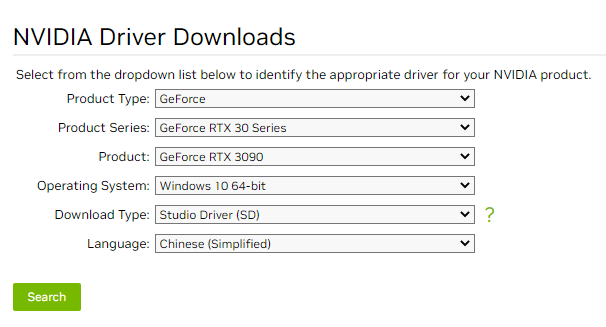 NVIDIA Driver Downloads
Select from the dropdown list below to identify the appropriate driver for your NVIDIA product.
Product Type: GeForce
Product Series: GeForce RTX 30 Series
Product: GeForce RTX 3090
Operating System: Windows 10 64-bit
Download Type: Studio Driver (SD) ?
Language: Chinese (Simplified)
Search